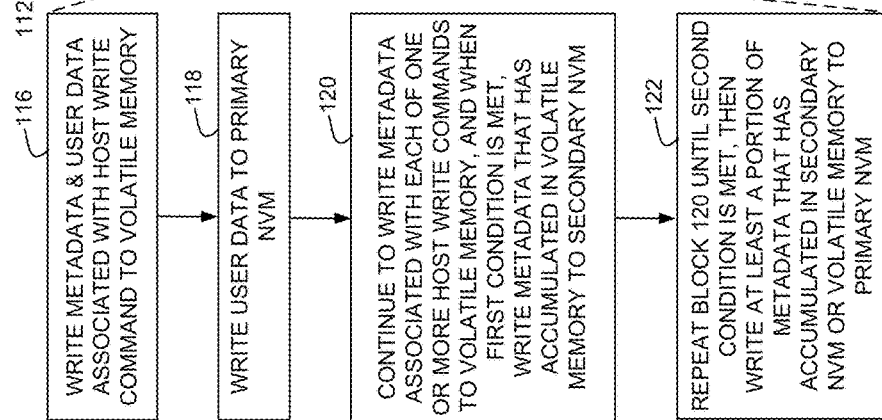 112
116
WRITE METADATA & USER DATA
ASSOCIATED WITH HOST WRITE
COMMAND TO VOLATILE MEMORY
118
WRITE USER DATA TO PRIMARY
NVM
120
CONTINUE TO WRITE METADATA
ASSOCIATED WITH EACH OF ONE
OR MORE HOST WRITE COMMANDS
TO VOLATILE MEMORY, AND WHEN
FIRST CONDITION IS MET,
WRITE METADATA THAT HAS
ACCUMULATED IN VOLATILE
MEMORY TO SECONDARY NVM
122
REPEAT BLOCK 120 UNTIL SECOND
CONDITION IS MET, THEN
WRITE AT LEAST A PORTION OF
METADATA THAT HAS
ACCUMULATED IN SECONDARY
NVM OR VOLATILE MEMORY TO
PRIMARY NVM